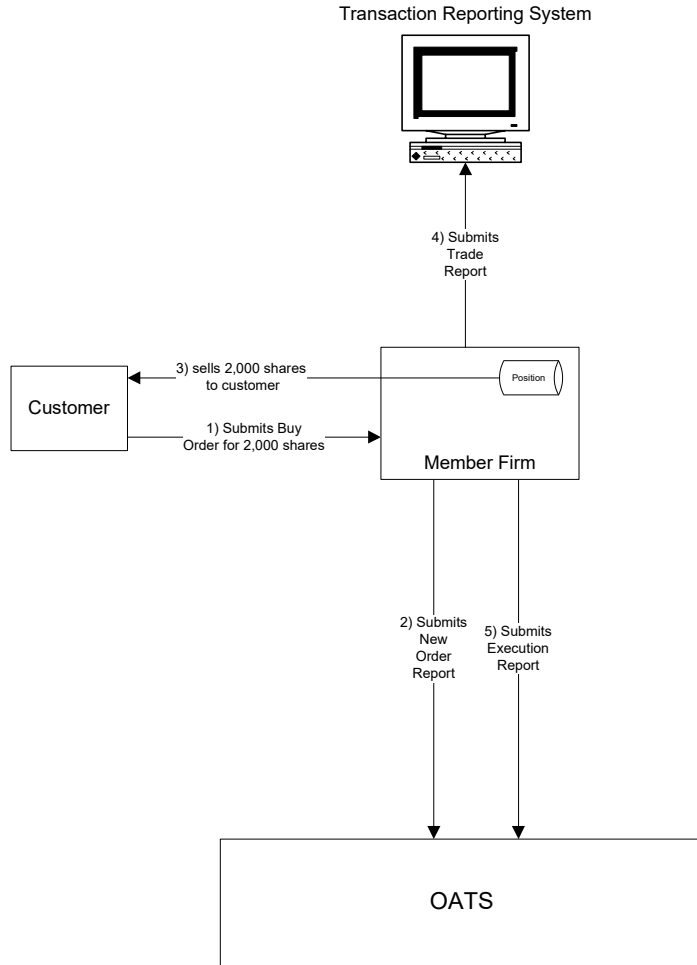 Transaction Reporting System
4) Submits
Trade
Report
3) sells 2,000 shares
to customer
Position
Customer
1) Submits Buy
Order for 2,000 shares
Member Firm
2) Submits
New
Order
Report
5) Submits
Execution
Report
OATS